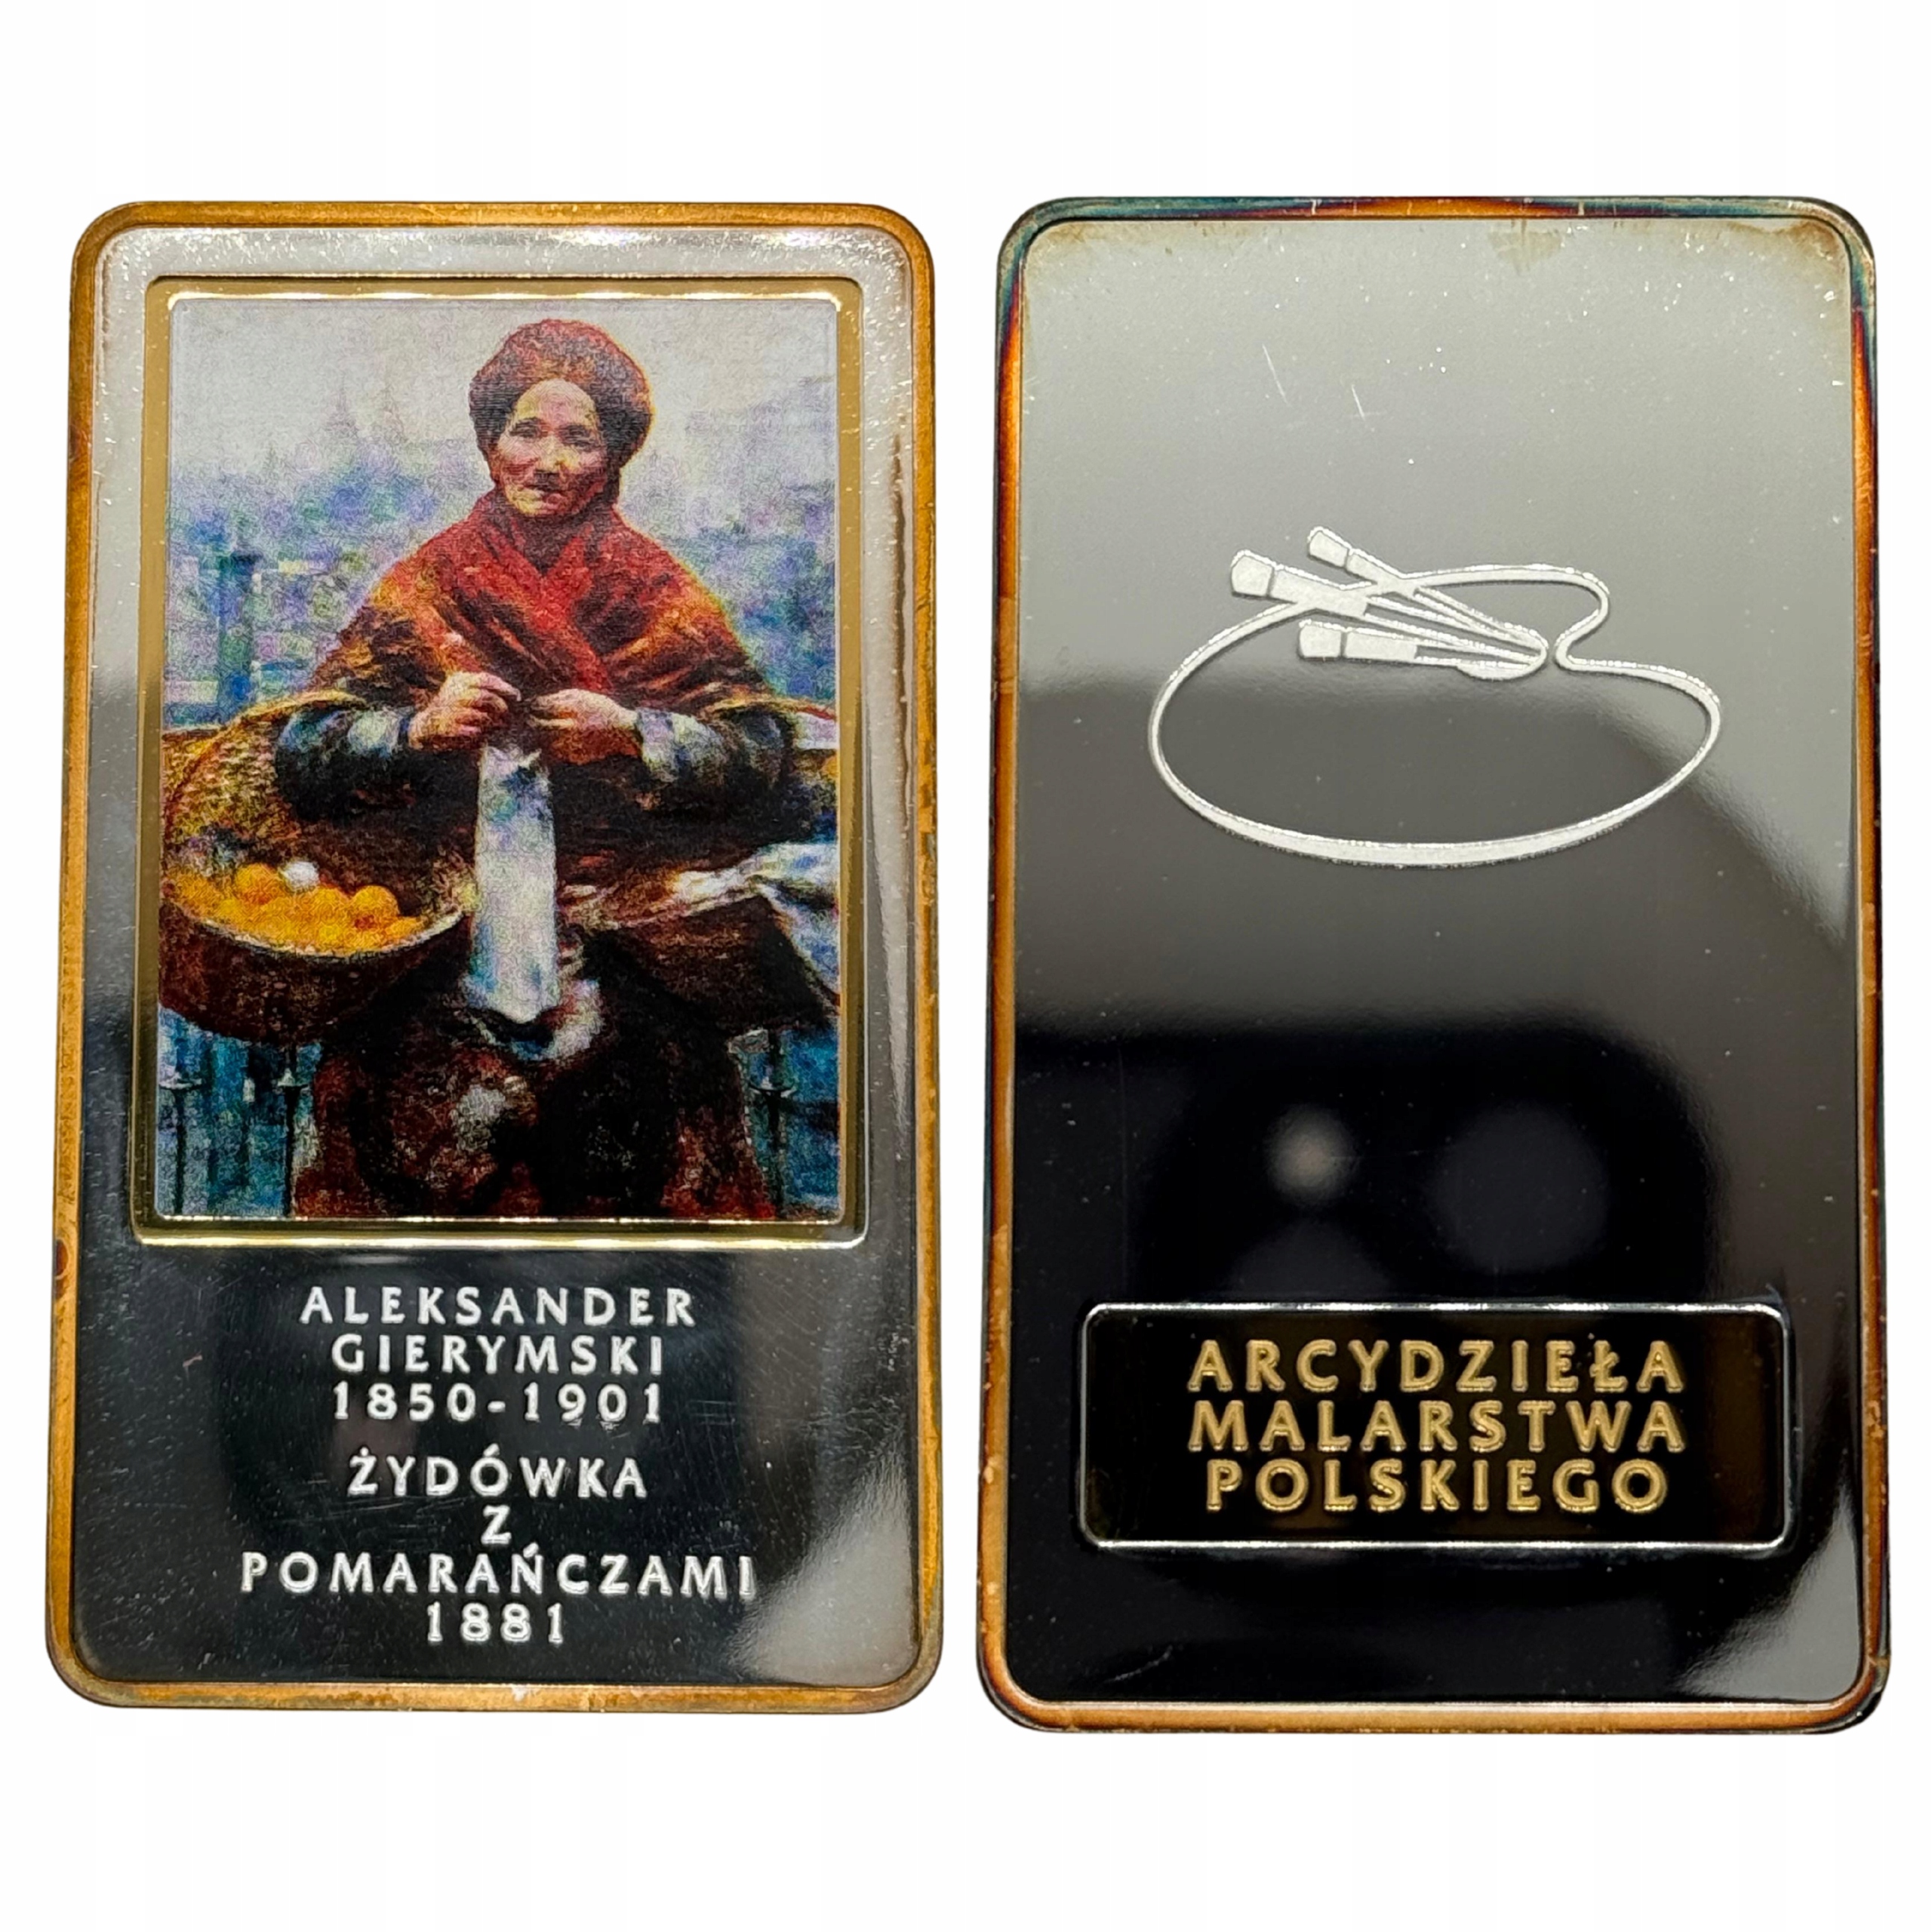 ALEKSANDER
GIERYMSKI
1850-1901
ŻYDÓWKA
Z
POMARAŃCZAMI
1881
ARCYDZIEŁA
MALARSTWA
POLSKIEGO